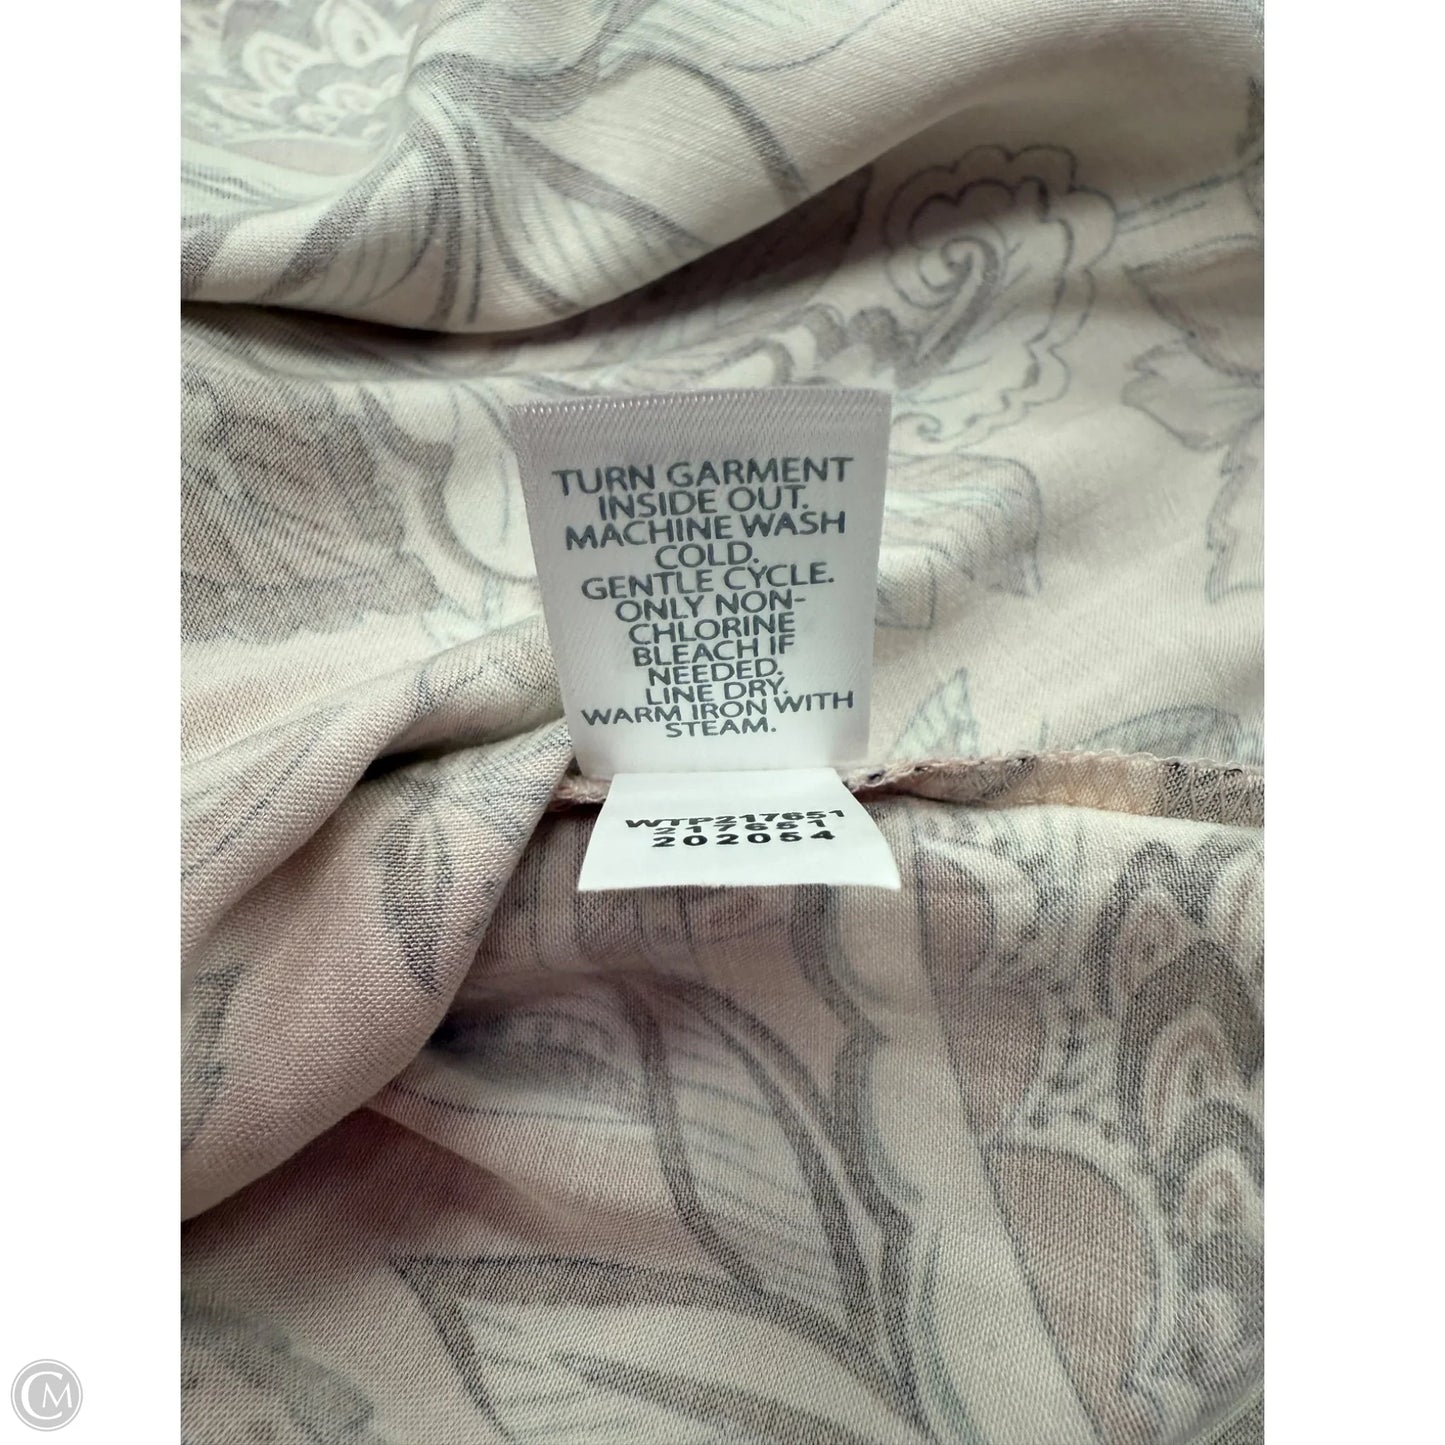 TURN GARMENT
INSIDE OUT.
MACHINE WASH
COLD.
GENTLE CYCLE.
ONLY NON-
CHLORINE
BLEACH IF
NEEDED.
LINE DRY.
WARM IRON WITH
STEAM.
WTP217651
217651
202054
CM